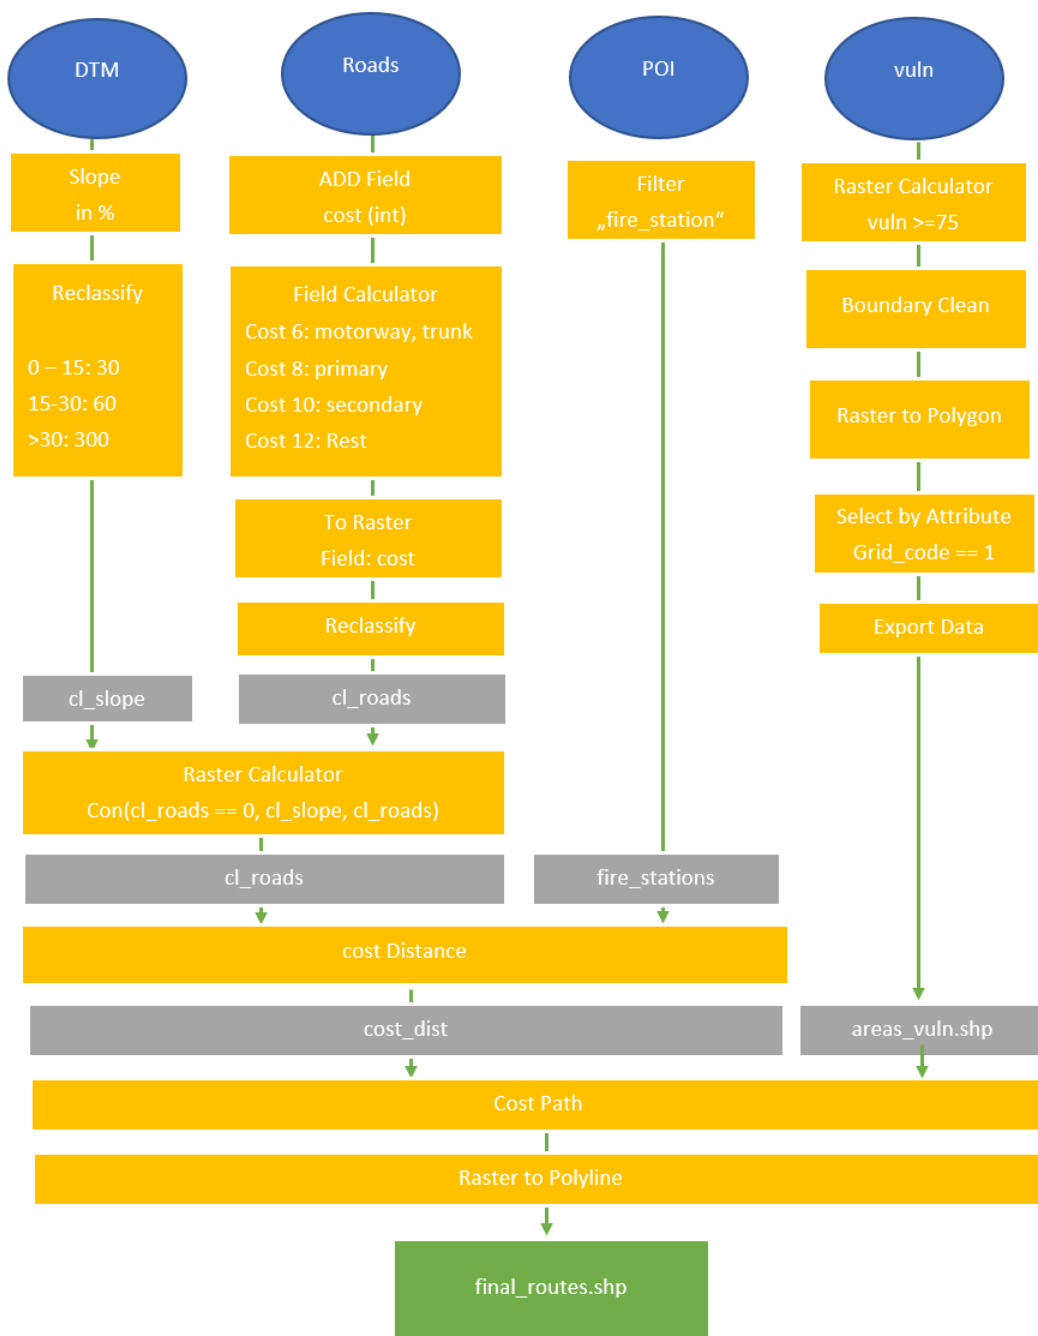 DTM
Roads
POI
vuln
Slope
in %
ADD Field
cost (int)
Filter
„fire_station“
Raster Calculator
vuln >=75
Reclassify
0 – 15: 30
15-30: 60
>30: 300
Field Calculator
Cost 6: motorway, trunk
Cost 8: primary
Cost 10: secondary
Cost 12: Rest
Boundary Clean
Raster to Polygon
To Raster
Field: cost
Select by Attribute
Grid_code == 1
Reclassify
Export Data
cl_slope
cl_roads
Raster Calculator
Con(cl_roads == 0, cl_slope, cl_roads)
cl_roads
fire_stations
cost Distance
cost_dist
areas_vuln.shp
Cost Path
Raster to Polyline
final_routes.shp